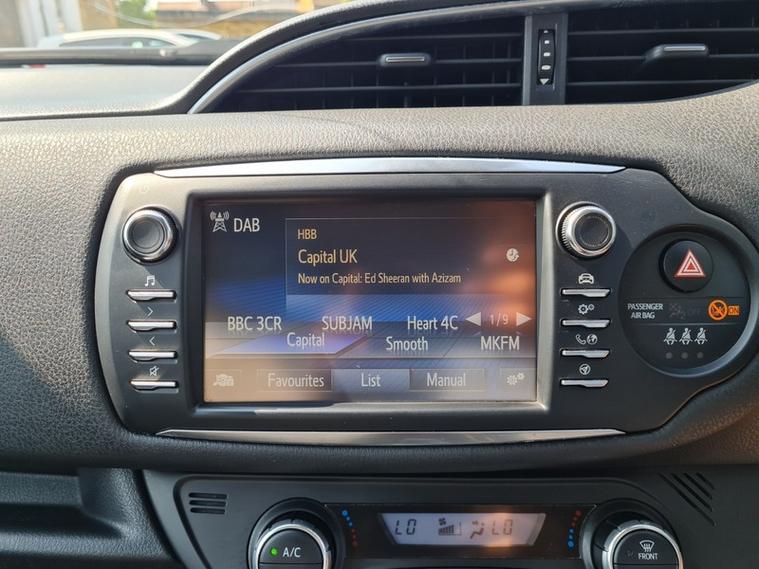 DAB
HBB
Capital UK
Now on Capital: Ed Sheeran with Azizam
BBC 3CR SUBJAM Heart 4C 1/9
Capital Smooth MKFM
Favourites List Manual
PASSENGER
AIR BAG
OFF
ON
LO LO
A/C
FRONT